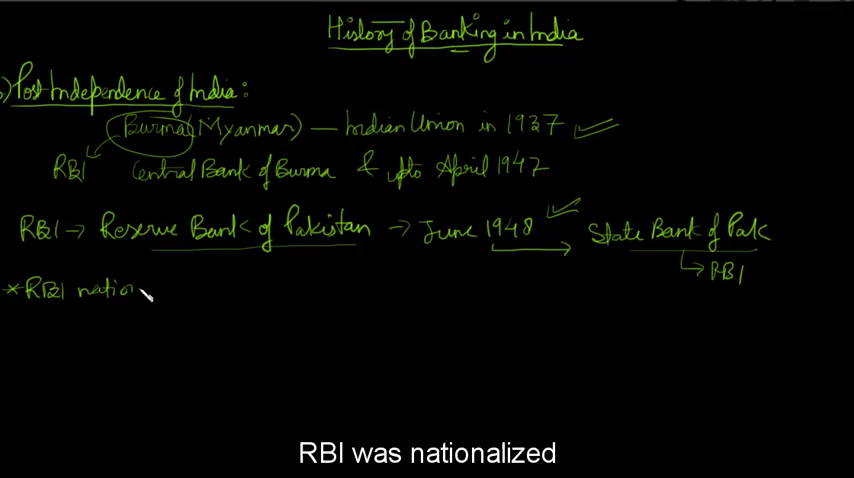 History of Banking in India
.) Post Independence of India :
Burma (Myanmar) — Indian Union in 1937
RBI Central Bank of Burma & upto April 1947
RBI → Reserve Bank of Pakistan → June 1948 → State Bank of Pak
→ RBI
* RBI natio
RBI was nationalized